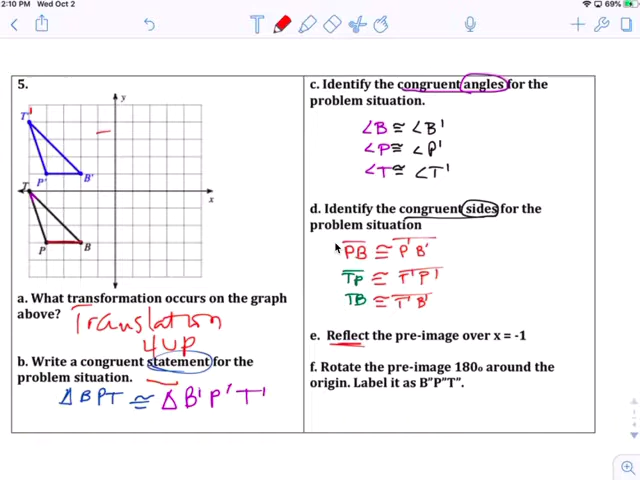 2:10 PM Wed Oct 2
69%
5.
y
T'
P'
B'
T
x
P
B
a. What transformation occurs on the graph
above?
Translation
4 up
b. Write a congruent statement for the
problem situation.
Δ B P T ≅ Δ B' P' T'
c. Identify the congruent angles for the
problem situation.
∠B ≅ ∠B'
∠P ≅ ∠P'
∠T ≅ ∠T'
d. Identify the congruent sides for the
problem situation
PB ≅ P'B'
TP ≅ T'P'
TB ≅ T'B'
e. Reflect the pre-image over x = -1
f. Rotate the pre-image 180o around the
origin. Label it as B"P"T".